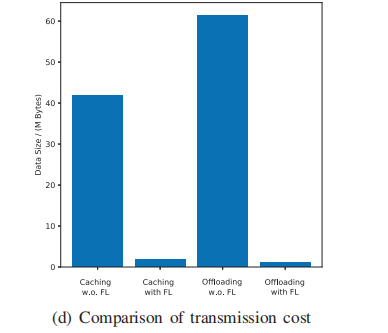 60
50
40
30
20
10
0
Data Size / (M Bytes)
Caching
w.o. FL
Caching
with FL
Offloading
w.o. FL
Offloading
with FL
(d) Comparison of transmission cost